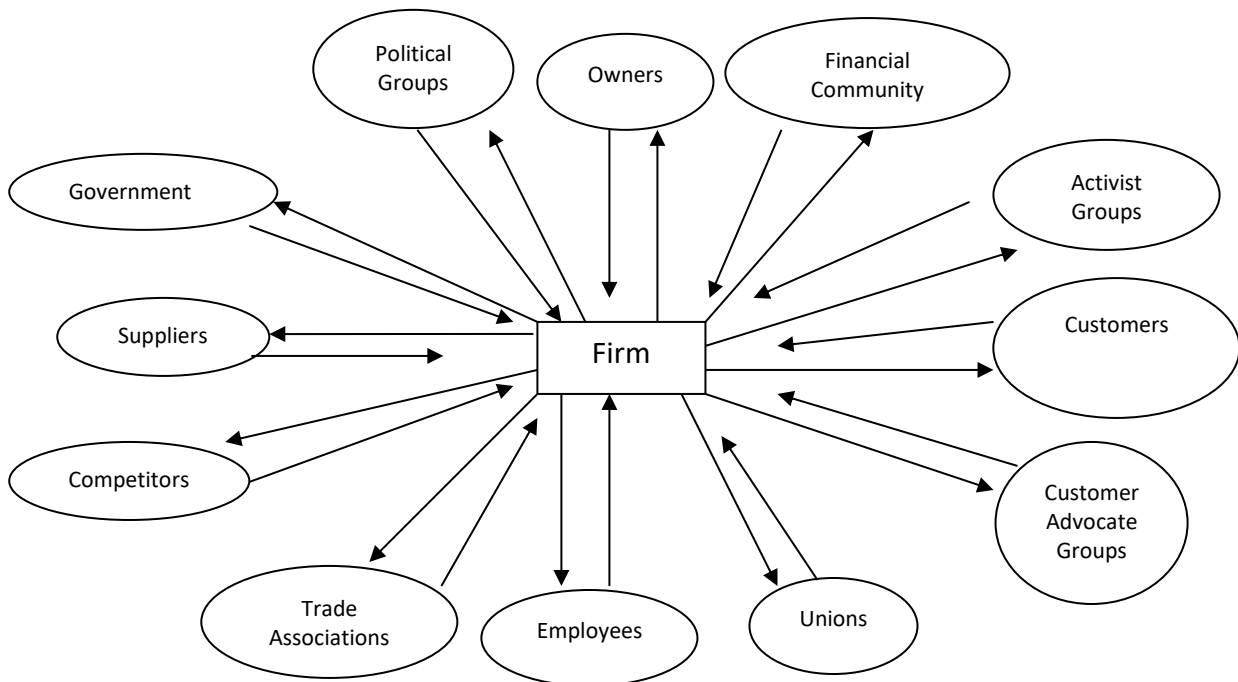 Political
Groups
Owners
Financial
Community
Government
Activist
Groups
Suppliers
Firm
Customers
Competitors
Customer
Advocate
Groups
Trade
Associations
Employees
Unions